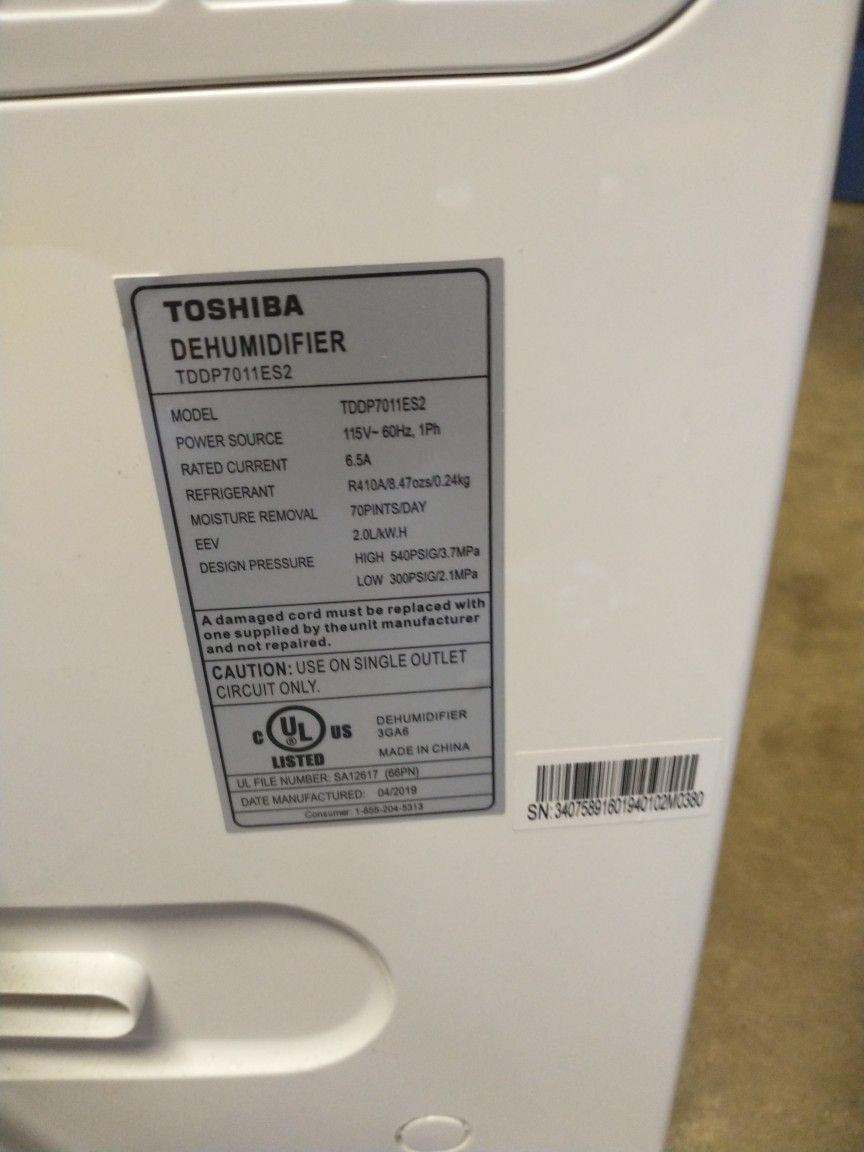 TOSHIBA
DEHUMIDIFIER
TDDP7011ES2
MODEL TDDP7011ES2
POWER SOURCE 115V~ 60Hz, 1Ph
RATED CURRENT 6.5A
REFRIGERANT R410A/8.47ozs/0.24kg
MOISTURE REMOVAL 70PINTS/DAY
EEV 2.0L/kW.H
DESIGN PRESSURE HIGH 540PSIG/3.7MPa
LOW 300PSIG/2.1MPa
A damaged cord must be replaced with
one supplied by theunit manufacturer
and not repaired.
CAUTION: USE ON SINGLE OUTLET
CIRCUIT ONLY.
C UL ® US
LISTED
DEHUMIDIFIER
3GA6
MADE IN CHINA
UL FILE NUMBER: SA12617 (66PN)
DATE MANUFACTURED: 04/2019
Consumer 1-855-204-5313
SN:34075891601940102M0380